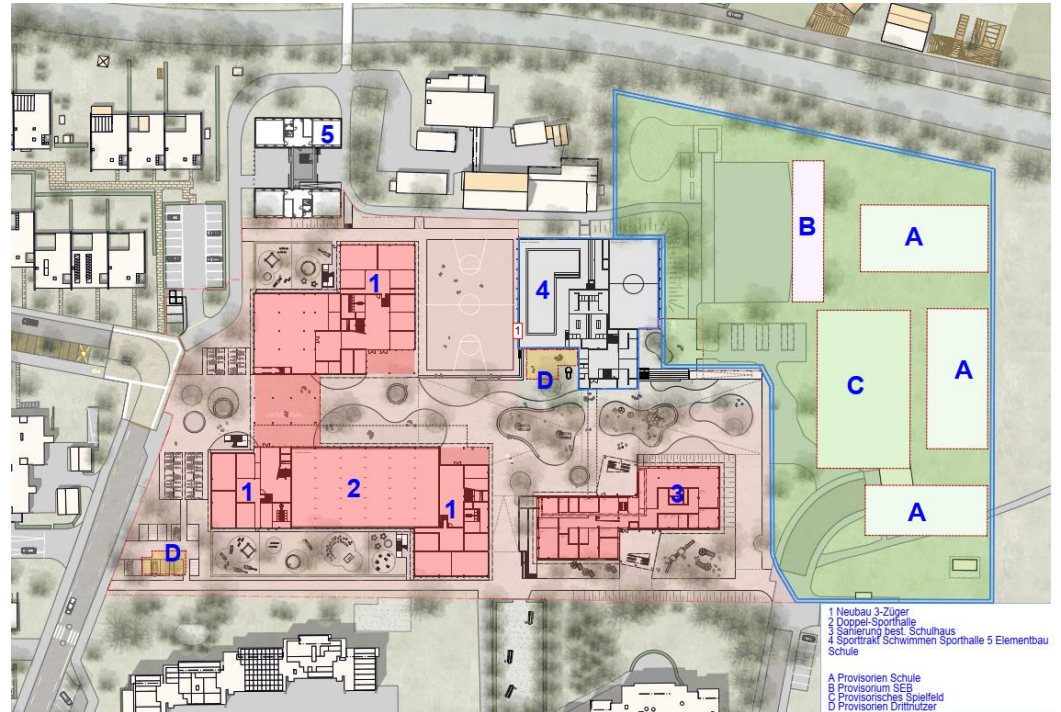 5
B
A
1
4
1
D
A
C
1
2
1
3
A
D
1 Neubau 3-Züger
2 Doppel-Sporthalle
3 Sanierung best. Schulhaus
4 Sporttrakt Schwimmen Sporthalle 5 Elementbau
Schule
A Provisorien Schule
B Provisorium SEB
C Provisorisches Spielfeld
D Provisorien Drittnutzer